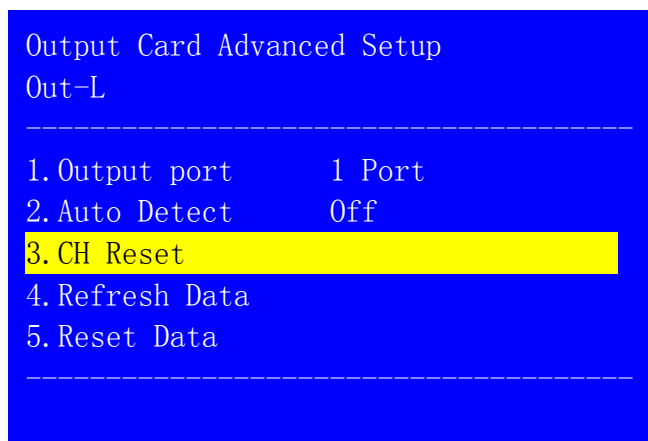 Output Card Advanced Setup
Out-L
--------------------------------------
1.Output port 1 Port
2.Auto Detect Off
3.CH Reset
4.Refresh Data
5.Reset Data
--------------------------------------